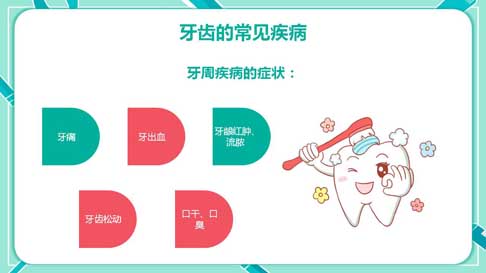 牙齿的常见疾病
牙周疾病的症状：
牙痛
牙出血
牙龈红肿、
流脓
牙齿松动
口干、口
臭